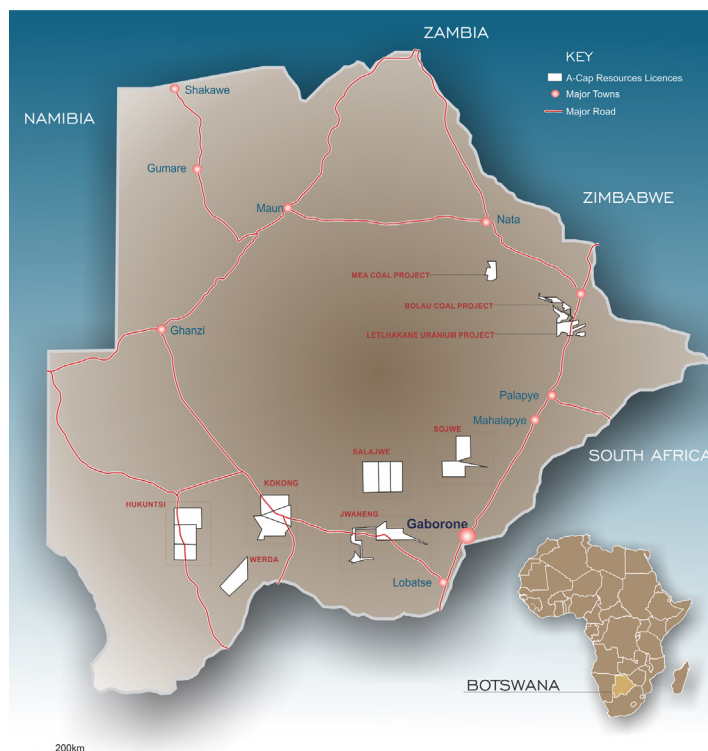 ZAMBIA
KEY
A-Cap Resources Licences
Major Towns
Major Road
Shakawe
NAMIBIA
Gumare
ZIMBABWE
Maun
Nata
MEA COAL PROJECT
BOLAU COAL PROJECT
LETLHAKANE URANIUM PROJECT
Ghanzi
Palapye
Mahalapye
SOJWE
SALAJWE
SOUTH AFRICA
KOKONG
HUKUNTSI
JWANENG
Gaborone
WERDA
Lobatse
BOTSWANA
200km